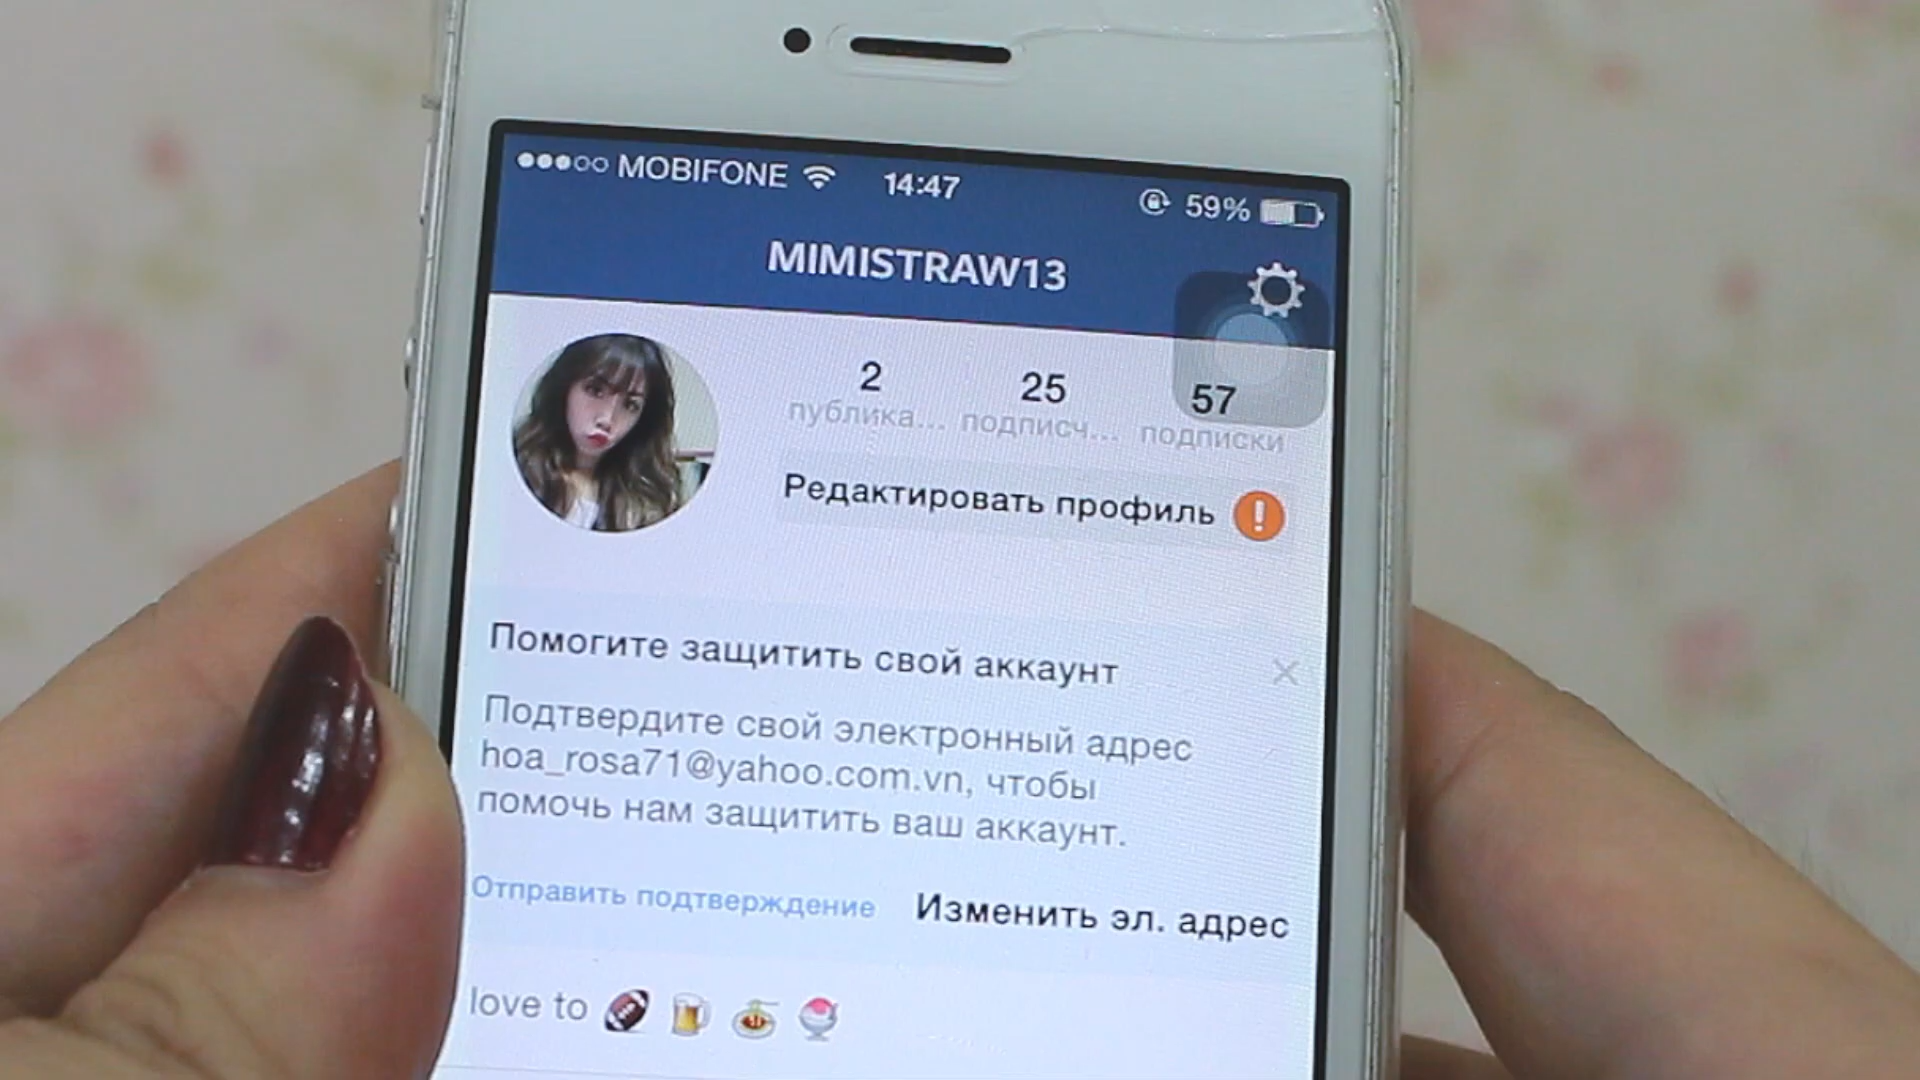 MOBIFONE 14:47 59%
MIMISTRAW13
2 25 57
публика... подписч... подписки
Редактировать профиль
Помогите защитить свой аккаунт
Подтвердите свой электронный адрес
hoa_rosa71@yahoo.com.vn, чтобы
помочь нам защитить ваш аккаунт.
Отправить подтверждение Изменить эл. адрес
love to 🏈 🍺 🍝 🍧